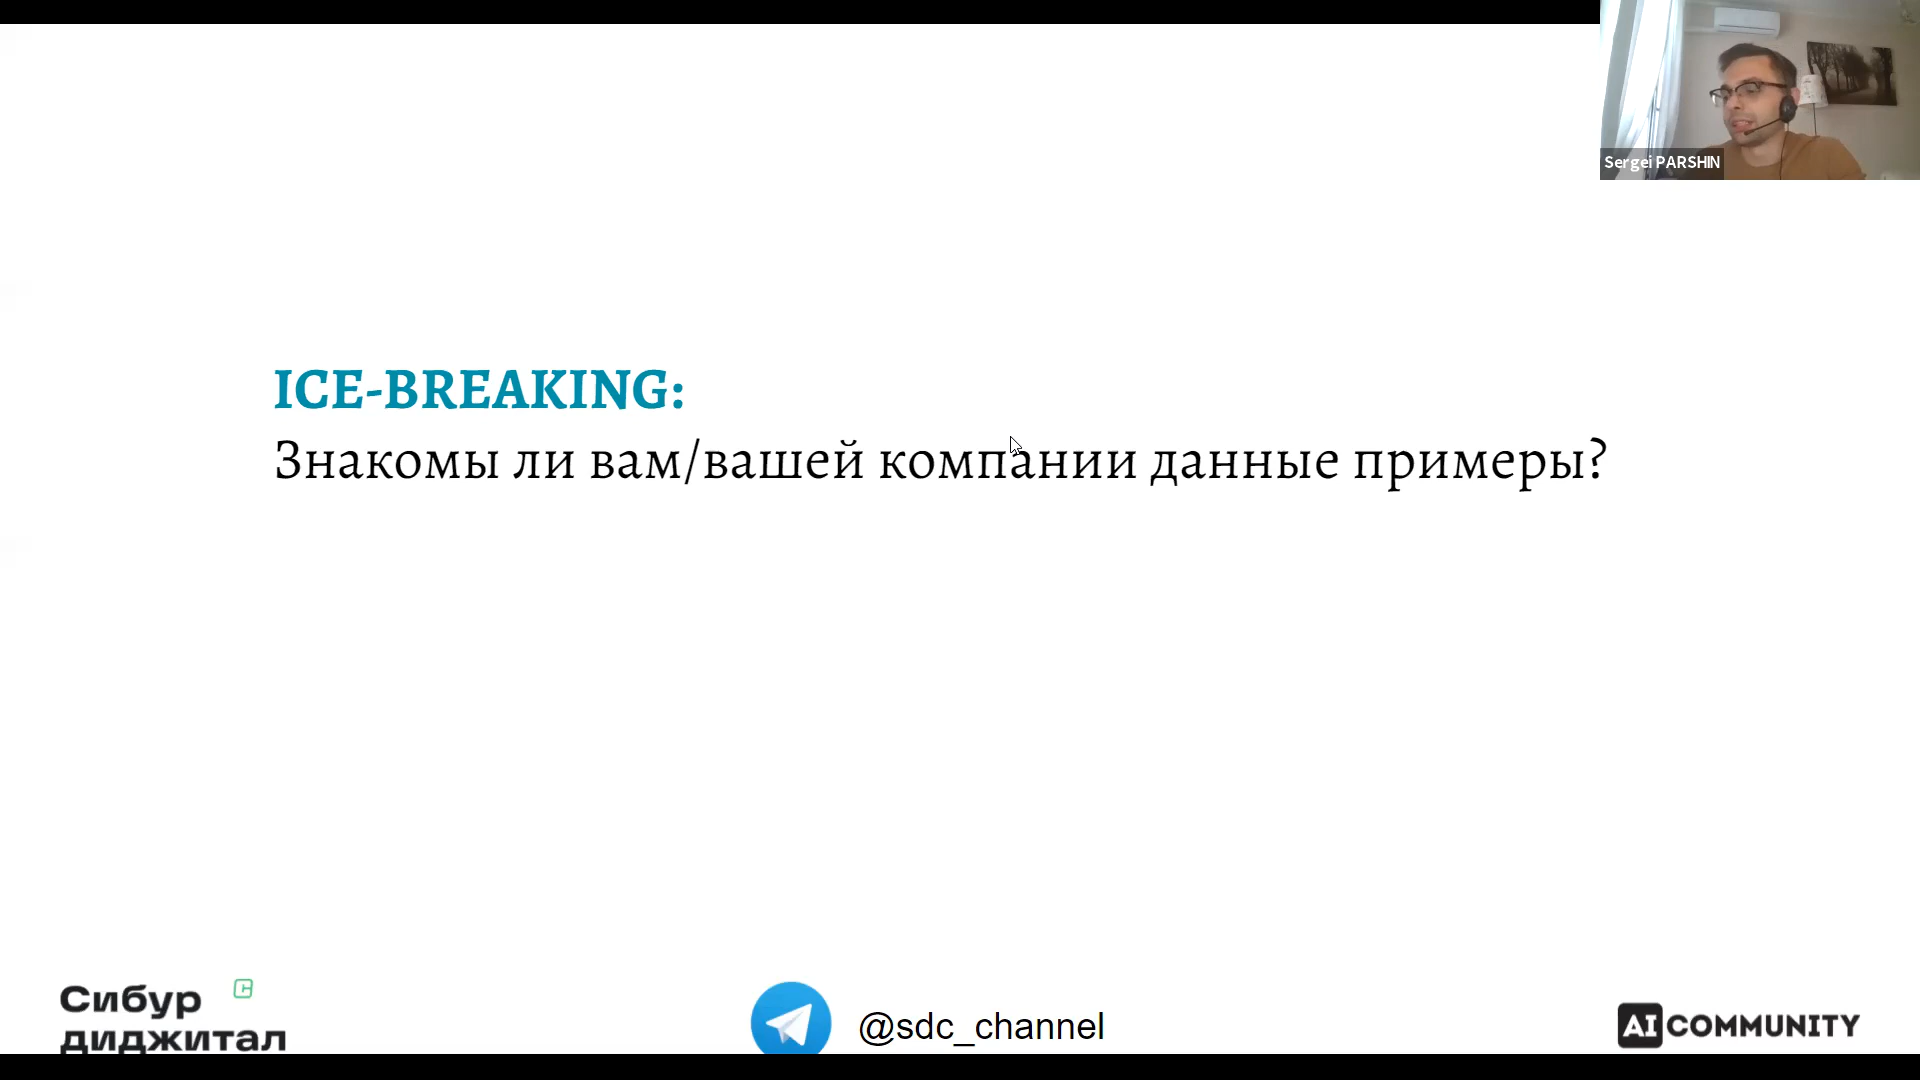 Sergei PARSHIN
ICE-BREAKING:
Знакомы ли вам/вашей компании данные примеры?
Сибур
диджитал
@sdc_channel
AI COMMUNITY